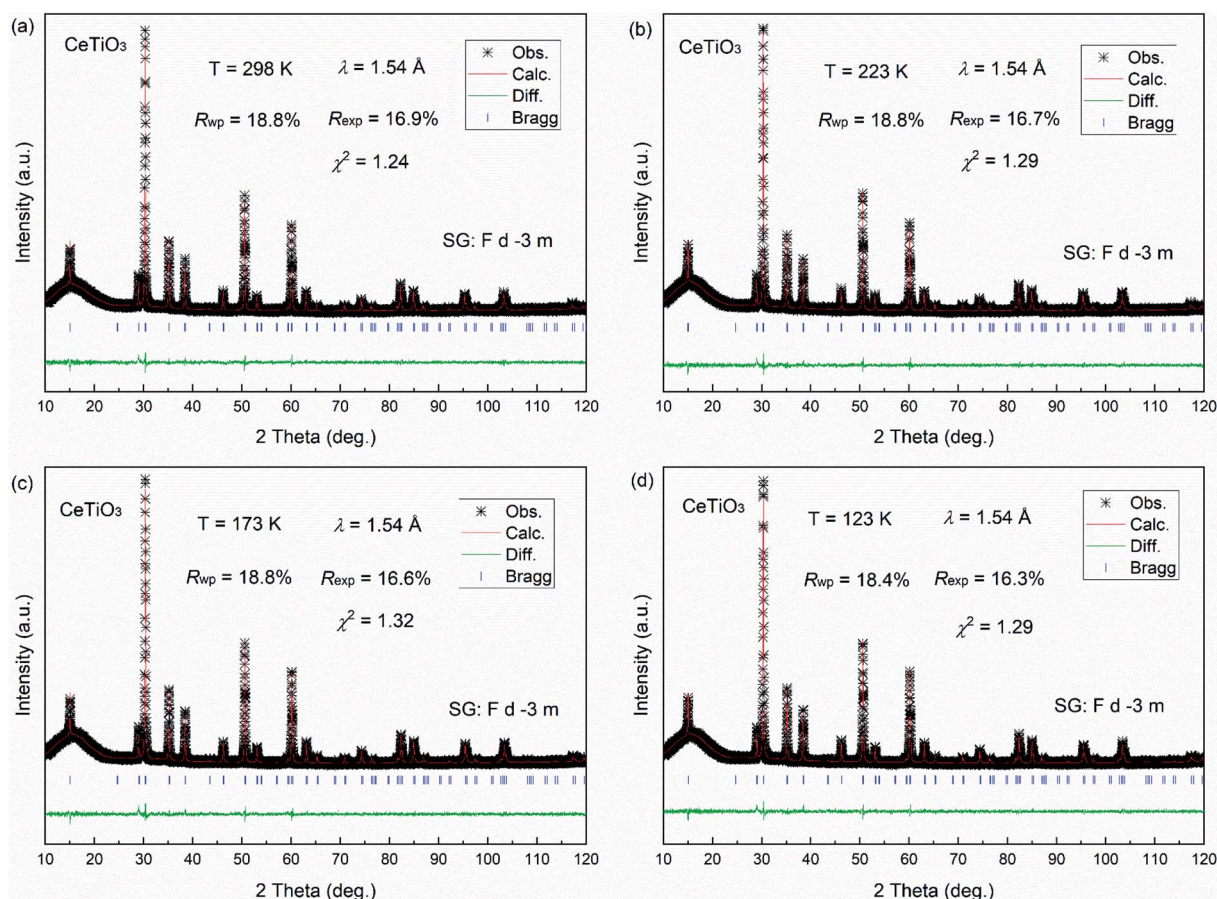 (a)
CeTiO3
T = 298 K λ = 1.54 Å
Rwp = 18.8% Rexp = 16.9%
χ² = 1.24
SG: F d -3 m
Obs.
Calc.
Diff.
Bragg
Intensity (a.u.)
10 20 30 40 50 60 70 80 90 100 110 120
2 Theta (deg.)
(b)
CeTiO3
T = 223 K λ = 1.54 Å
Rwp = 18.8% Rexp = 16.7%
χ² = 1.29
SG: F d -3 m
Obs.
Calc.
Diff.
Bragg
Intensity (a.u.)
10 20 30 40 50 60 70 80 90 100 110 120
2 Theta (deg.)
(c)
CeTiO3
T = 173 K λ = 1.54 Å
Rwp = 18.8% Rexp = 16.6%
χ² = 1.32
SG: F d -3 m
Obs.
Calc.
Diff.
Bragg
Intensity (a.u.)
10 20 30 40 50 60 70 80 90 100 110 120
2 Theta (deg.)
(d)
CeTiO3
T = 123 K λ = 1.54 Å
Rwp = 18.4% Rexp = 16.3%
χ² = 1.29
SG: F d -3 m
Obs.
Calc.
Diff.
Bragg
Intensity (a.u.)
10 20 30 40 50 60 70 80 90 100 110 120
2 Theta (deg.)